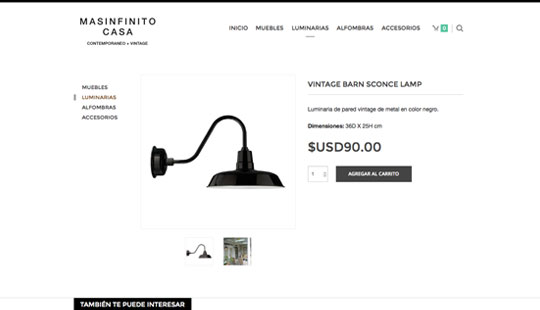 MASINFINITO
CASA
CONTEMPORANEO + VINTAGE
INICIO MUEBLES LUMINARIAS ALFOMBRAS ACCESORIOS 0
MUEBLES
LUMINARIAS
ALFOMBRAS
ACCESORIOS
VINTAGE BARN SCONCE LAMP
Luminaria de pared vintage de metal en color negro.
Dimensiones: 36D X 25H cm
$USD90.00
1 AGREGAR AL CARRITO
TAMBIÉN TE PUEDE INTERESAR